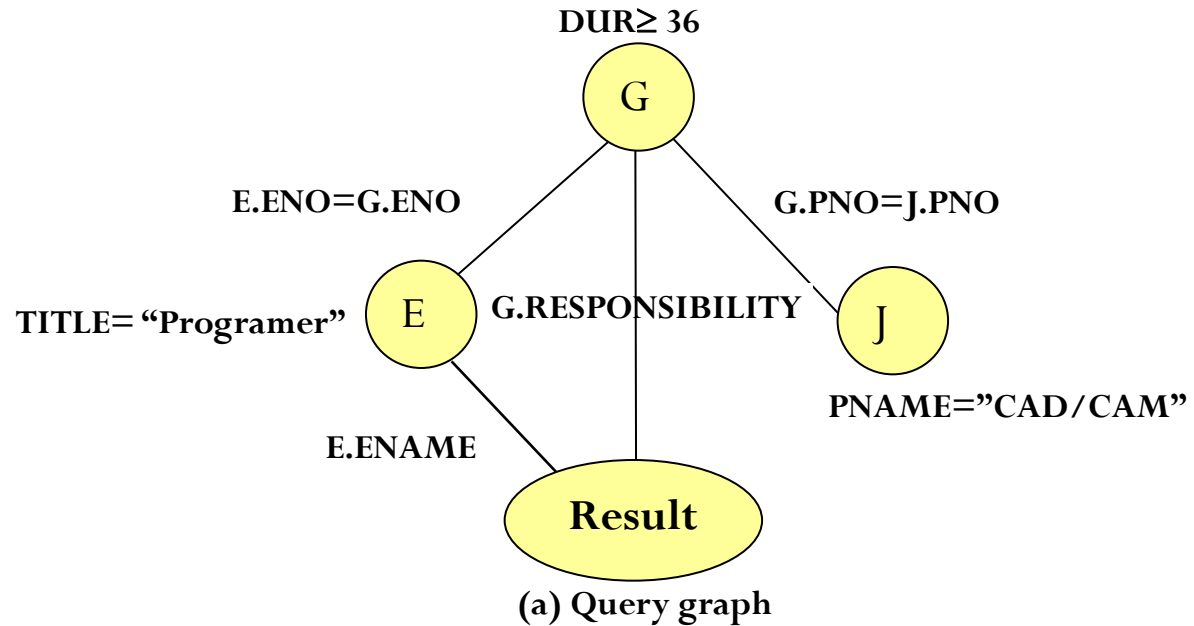 DUR≥ 36
G
E.ENO=G.ENO
G.PNO=J.PNO
E
G.RESPONSIBILITY
J
TITLE= “Programer”
PNAME=”CAD/CAM”
E.ENAME
Result
(a) Query graph